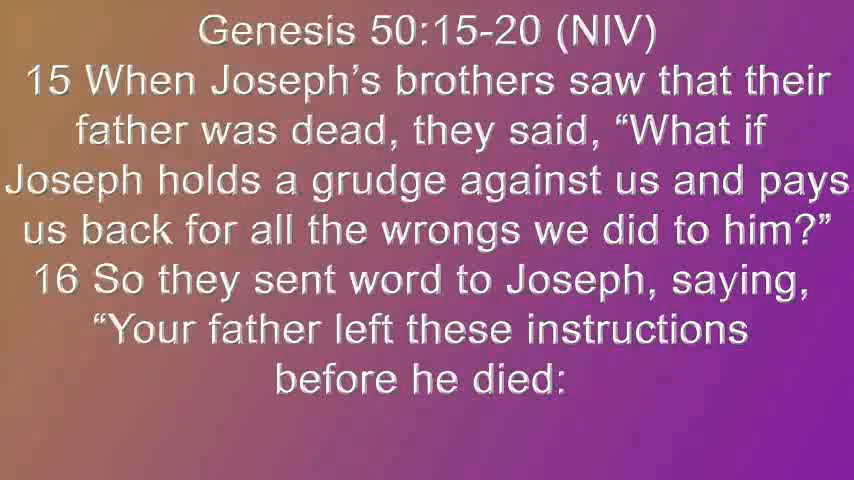 Genesis 50:15-20 (NIV)
15 When Joseph’s brothers saw that their
father was dead, they said, “What if
Joseph holds a grudge against us and pays
us back for all the wrongs we did to him?”
16 So they sent word to Joseph, saying,
“Your father left these instructions
before he died: